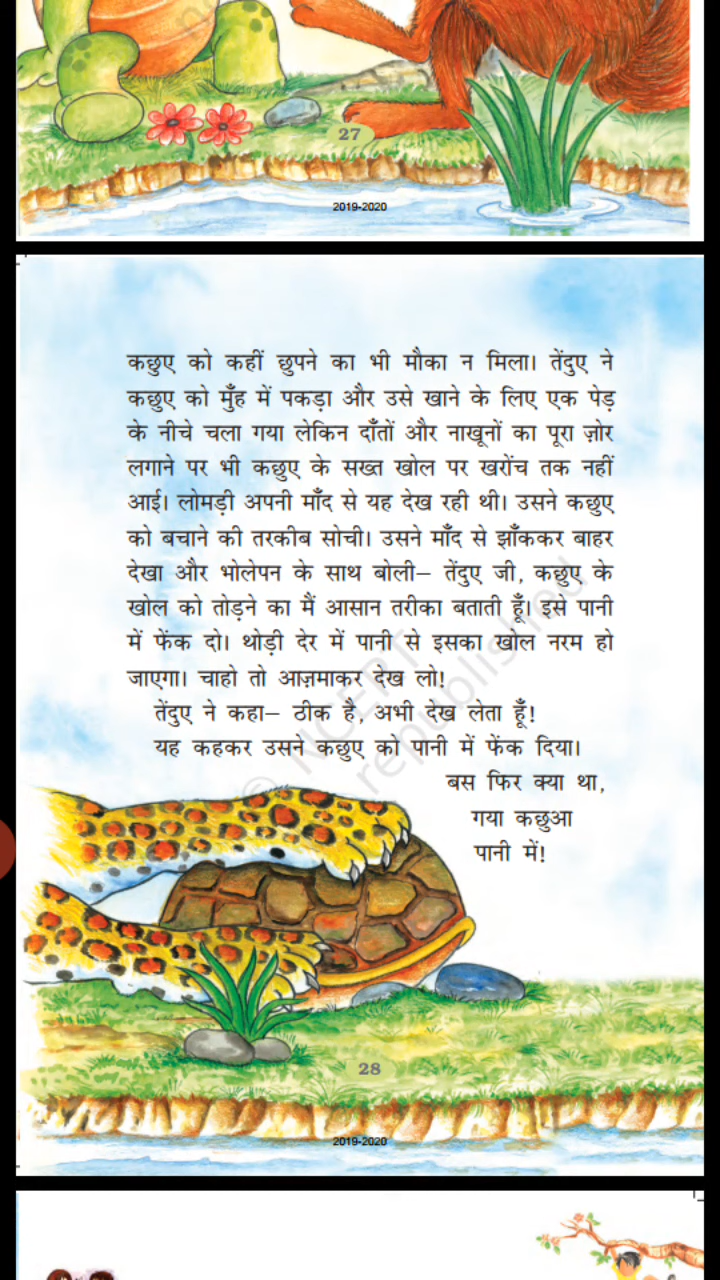 27
2019-2020
कछुए को कहीं छुपने का भी मौका न मिला। तेंदुए ने
कछुए को मुँह में पकड़ा और उसे खाने के लिए एक पेड़
के नीचे चला गया लेकिन दाँतों और नाखूनों का पूरा ज़ोर
लगाने पर भी कछुए के सख्त खोल पर खरोंच तक नहीं
आई। लोमड़ी अपनी माँद से यह देख रही थी। उसने कछुए
को बचाने की तरकीब सोची। उसने माँद से झाँककर बाहर
देखा और भोलेपन के साथ बोली– तेंदुए जी, कछुए के
खोल को तोड़ने का मैं आसान तरीका बताती हूँ। इसे पानी
में फेंक दो। थोड़ी देर में पानी से इसका खोल नरम हो
जाएगा। चाहो तो आज़माकर देख लो!
तेंदुए ने कहा– ठीक है, अभी देख लेता हूँ!
यह कहकर उसने कछुए को पानी में फेंक दिया।
बस फिर क्या था,
गया कछुआ
पानी में!
© NCERT
republished
28
2019-2020